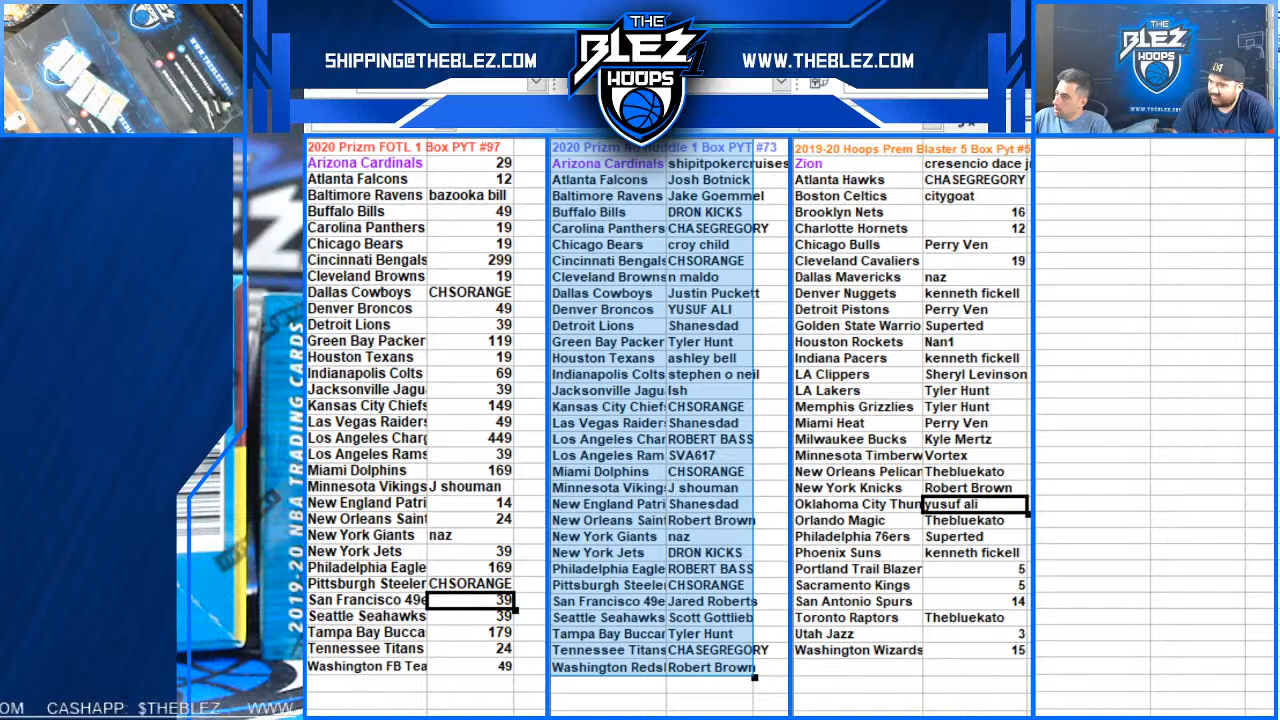 THE
BLEZ
HOOPS
SHIPPING@THEBLEZ.COM
WWW.THEBLEZ.COM
THE
BLEZ
HOOPS
2019-20 NBA TRADING CARDS
2020 Prizm FOTL 1 Box PYT #97
Arizona Cardinals 29
Atlanta Falcons 12
Baltimore Ravens bazooka bill
Buffalo Bills 49
Carolina Panthers 19
Chicago Bears 19
Cincinnati Bengals 299
Cleveland Browns 19
Dallas Cowboys CHSORANGE
Denver Broncos 49
Detroit Lions 39
Green Bay Packer 119
Houston Texans 19
Indianapolis Colts 69
Jacksonville Jagu 39
Kansas City Chiefs 149
Las Vegas Raiders 49
Los Angeles Charg 449
Los Angeles Rams 39
Miami Dolphins 169
Minnesota Vikings J shouman
New England Patri 14
New Orleans Saint 24
New York Giants naz
New York Jets 39
Philadelphia Eagle 169
Pittsburgh Steeler CHSORANGE
San Francisco 49e 39
Seattle Seahawks 39
Tampa Bay Bucca 179
Tennessee Titans 24
Washington FB Tea 49
2020 Prizm No Huddle 1 Box PYT #73
Arizona Cardinals shipitpokercruises
Atlanta Falcons Josh Botnick
Baltimore Ravens Jake Goemmel
Buffalo Bills DRON KICKS
Carolina Panthers CHASEGREGORY
Chicago Bears croy child
Cincinnati Bengals CHSORANGE
Cleveland Browns n maldo
Dallas Cowboys Justin Puckett
Denver Broncos YUSUF ALI
Detroit Lions Shanesdad
Green Bay Packer Tyler Hunt
Houston Texans ashley bell
Indianapolis Colts stephen o neil
Jacksonville Jagu Ish
Kansas City Chief CHSORANGE
Las Vegas Raider Shanesdad
Los Angeles Char ROBERT BASS
Los Angeles Ram SVA617
Miami Dolphins CHSORANGE
Minnesota Viking J shouman
New England Patr Shanesdad
New Orleans Sain Robert Brown
New York Giants naz
New York Jets DRON KICKS
Philadelphia Eagle ROBERT BASS
Pittsburgh Steele CHSORANGE
San Francisco 49e Jared Roberts
Seattle Seahawks Scott Gottlieb
Tampa Bay Buccar Tyler Hunt
Tennessee Titans CHASEGREGORY
Washington Reds Robert Brown
2019-20 Hoops Prem Blaster 5 Box Pyt #5
Zion cresencio dace j
Atlanta Hawks CHASEGREGORY
Boston Celtics citygoat
Brooklyn Nets 16
Charlotte Hornets 12
Chicago Bulls Perry Ven
Cleveland Cavaliers 19
Dallas Mavericks naz
Denver Nuggets kenneth fickell
Detroit Pistons Perry Ven
Golden State Warrio Superted
Houston Rockets Nan1
Indiana Pacers kenneth fickell
LA Clippers Sheryl Levinson
LA Lakers Tyler Hunt
Memphis Grizzlies Tyler Hunt
Miami Heat Perry Ven
Milwaukee Bucks Kyle Mertz
Minnesota Timberw Vortex
New Orleans Pelican Thebluekato
New York Knicks Robert Brown
Oklahoma City Thun yusuf ali
Orlando Magic Thebluekato
Philadelphia 76ers Superted
Phoenix Suns kenneth fickell
Portland Trail Blazer 5
Sacramento Kings 5
San Antonio Spurs 14
Toronto Raptors Thebluekato
Utah Jazz 3
Washington Wizards 15
OM CASHAPP: $THEBLEZ WWW